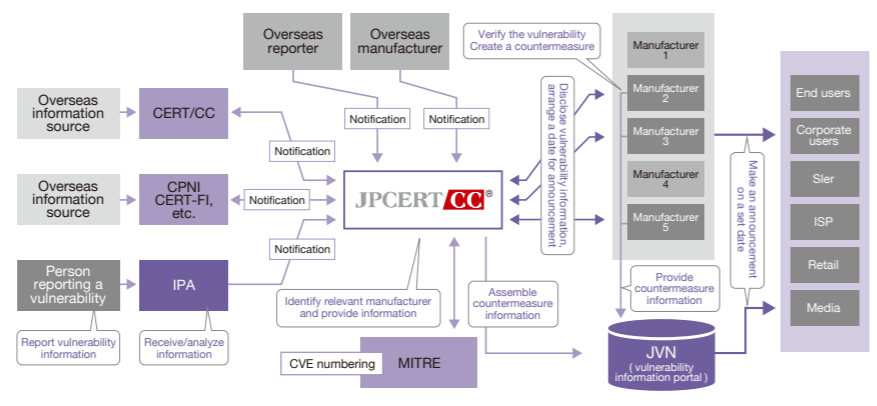 Overseas
reporter
Overseas
manufacturer
Verify the vulnerability
Create a countermeasure
Manufacturer
1
Manufacturer
2
Manufacturer
3
Manufacturer
4
Manufacturer
5
End users
Corporate
users
SIer
ISP
Retail
Media
Overseas
information
source
CERT/CC
Notification
Notification
Notification
Disclose vulnerability information,
arrange a date for announcement
Make an announcement
on a set date
Overseas
information
source
CPNI
CERT-FI,
etc.
Notification
JPCERT CC®
Notification
Person
reporting a
vulnerability
IPA
Identify relevant manufacturer
and provide information
Assemble
countermeasure
information
Provide
countermeasure
information
Report vulnerability
information
Receive/analyze
information
CVE numbering
MITRE
JVN
( vulnerability
information portal )